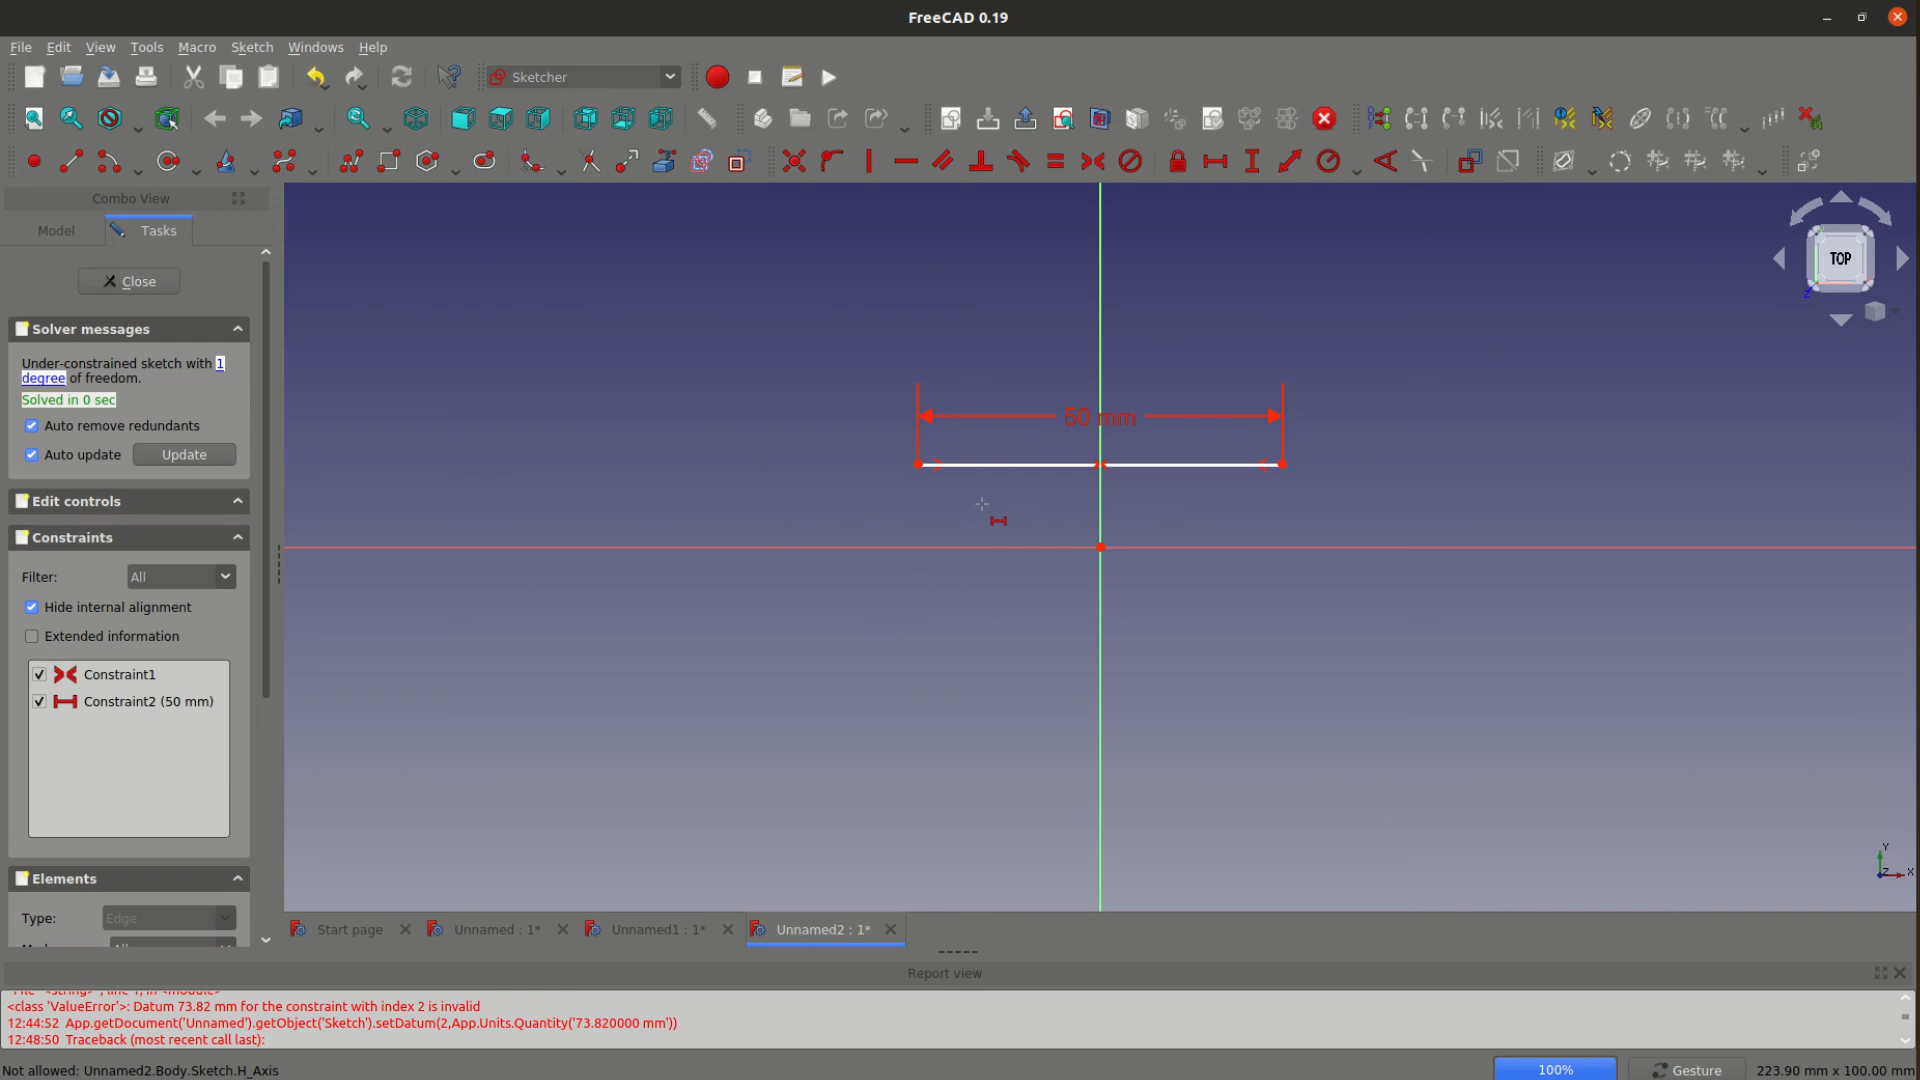 FreeCAD 0.19
File Edit View Tools Macro Sketch Windows Help
Sketcher
Combo View
Model Tasks
Close
Solver messages
Under-constrained sketch with 1
degree of freedom.
Solved in 0 sec
Auto remove redundants
Auto update Update
Edit controls
Constraints
Filter: All
Hide internal alignment
Extended information
Constraint1
Constraint2 (50 mm)
Elements
Type: Edge
50 mm
TOP
Z
Y
Z X
Start page Unnamed : 1* Unnamed1 : 1* Unnamed2 : 1*
Report view
<class 'ValueError'>: Datum 73.82 mm for the constraint with index 2 is invalid
12:44:52 App.getDocument('Unnamed').getObject('Sketch').setDatum(2,App.Units.Quantity('73.820000 mm'))
12:48:50 Traceback (most recent call last):
Not allowed: Unnamed2.Body.Sketch.H_Axis 100% Gesture 223.90 mm x 100.00 mm